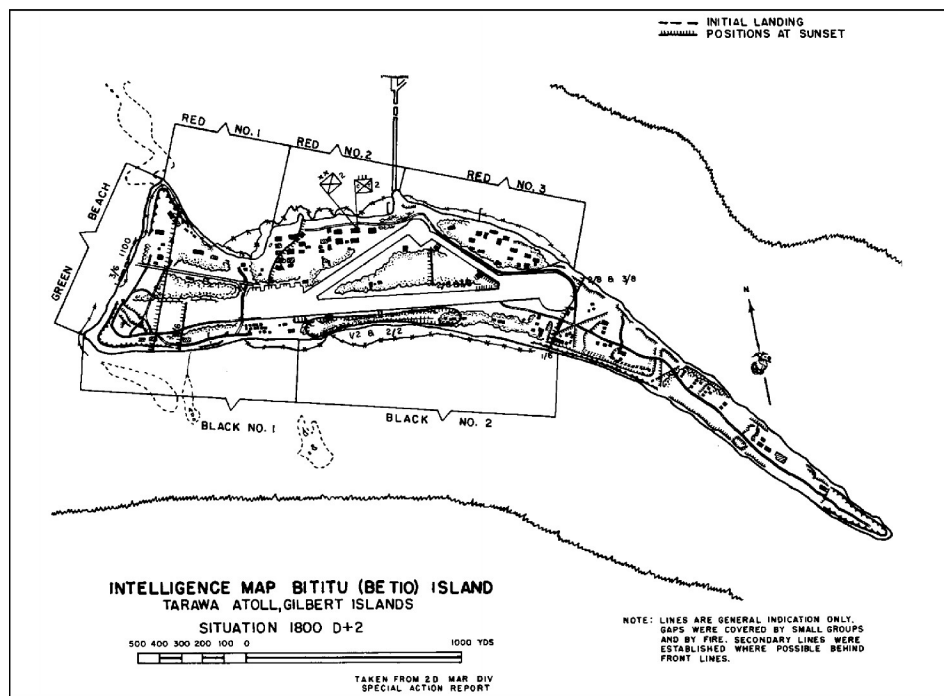 INITIAL LANDING
POSITIONS AT SUNSET
RED NO. 1
RED NO. 2
RED NO. 3
GREEN BEACH
3/6 1100
2
2
2/8 & 3/8
N
1/2 & 2/2
1/6
BLACK NO. 1
BLACK NO. 2
INTELLIGENCE MAP BITITU (BETIO) ISLAND
TARAWA ATOLL, GILBERT ISLANDS
SITUATION 1800 D+2
500 400 300 200 100 0 1000 YDS
TAKEN FROM 2D MAR DIV
SPECIAL ACTION REPORT
NOTE: LINES ARE GENERAL INDICATION ONLY.
GAPS WERE COVERED BY SMALL GROUPS
AND BY FIRE. SECONDARY LINES WERE
ESTABLISHED WHERE POSSIBLE BEHIND
FRONT LINES.